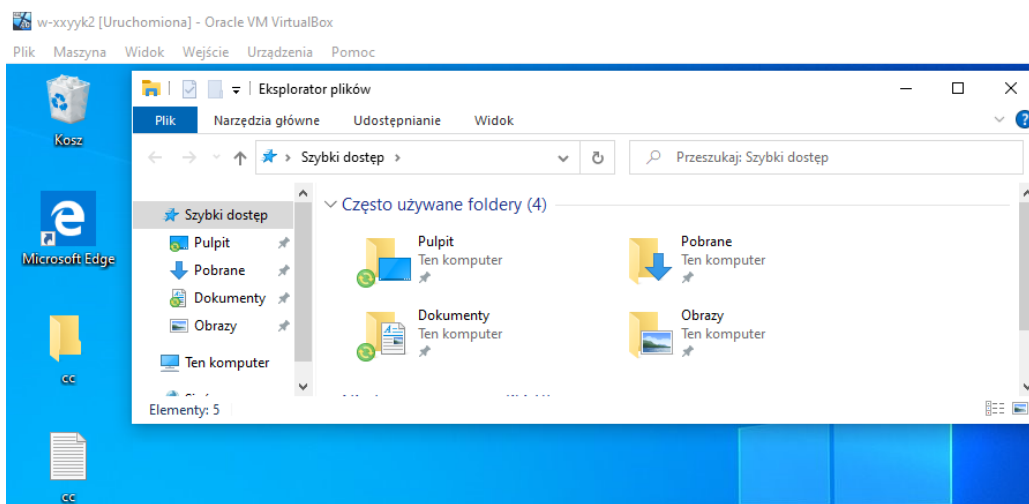 w-xxyyk2 [Uruchomiona] - Oracle VM VirtualBox
Plik Maszyna Widok Wejście Urządzenia Pomoc
Kosz
Microsoft Edge
cc
cc
Eksplorator plików
Plik Narzędzia główne Udostępnianie Widok
Szybki dostęp
Przeszukaj: Szybki dostęp
Szybki dostęp
Pulpit
Pobrane
Dokumenty
Obrazy
Ten komputer
Często używane foldery (4)
Pulpit
Ten komputer
Pobrane
Ten komputer
Dokumenty
Ten komputer
Obrazy
Ten komputer
Elementy: 5